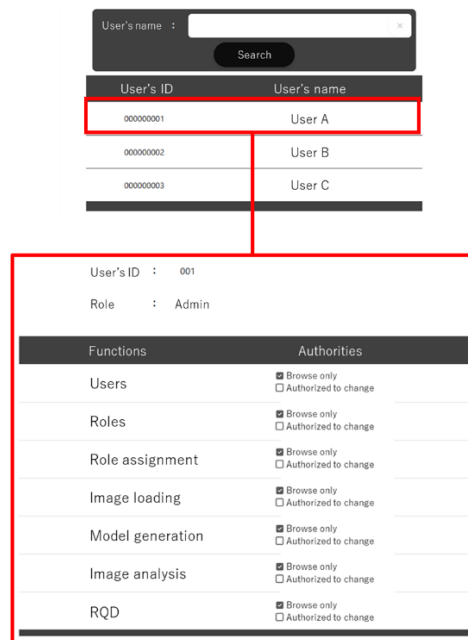 User's name :
×
Search
User's ID User's name
000000001 User A
000000002 User B
000000003 User C
User's ID : 001
Role : Admin
Functions Authorities
Users
Browse only
Authorized to change
Roles
Browse only
Authorized to change
Role assignment
Browse only
Authorized to change
Image loading
Browse only
Authorized to change
Model generation
Browse only
Authorized to change
Image analysis
Browse only
Authorized to change
RQD
Browse only
Authorized to change